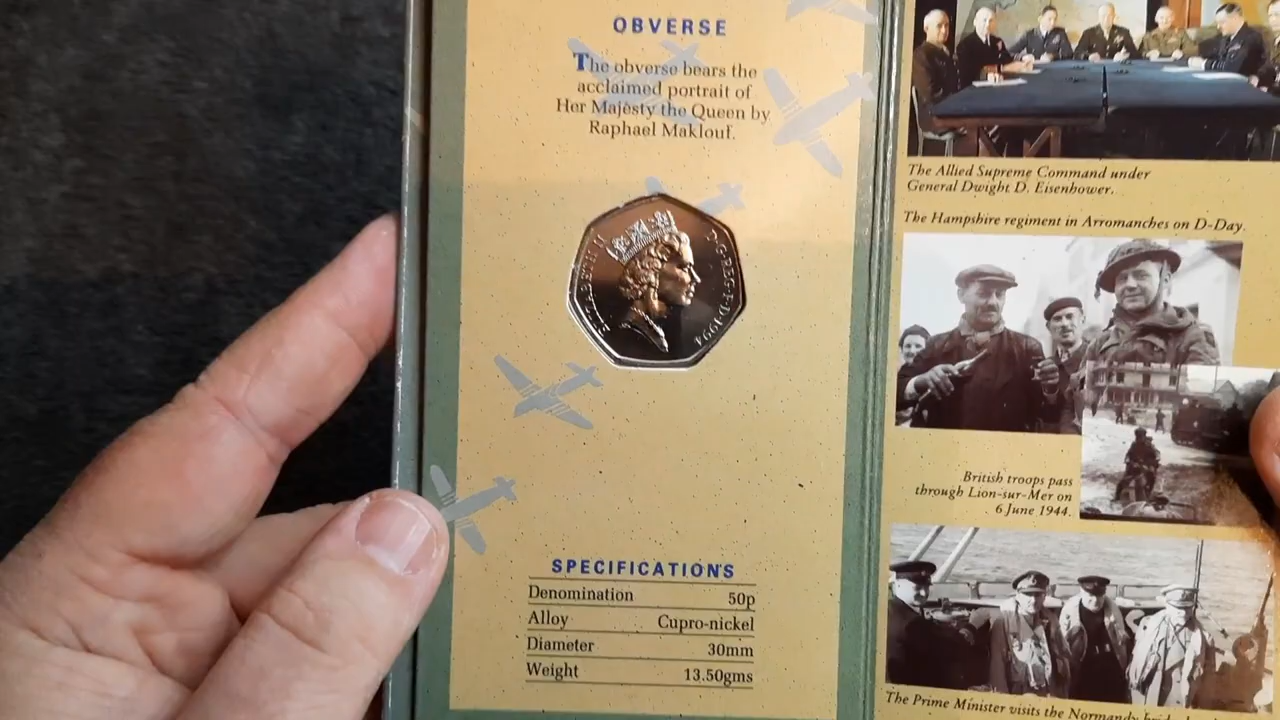 OBVERSE
The obverse bears the
acclaimed portrait of
Her Majesty the Queen by
Raphael Maklouf.
ELIZABETH II
D·G·REG·F·D·1994
SPECIFICATIONS
Denomination 50p
Alloy Cupro-nickel
Diameter 30mm
Weight 13.50gms
The Allied Supreme Command under
General Dwight D. Eisenhower.
The Hampshire regiment in Arromanches on D-Day.
British troops pass
through Lion-sur-Mer on
6 June 1944.
The Prime Minister visits the Normandy